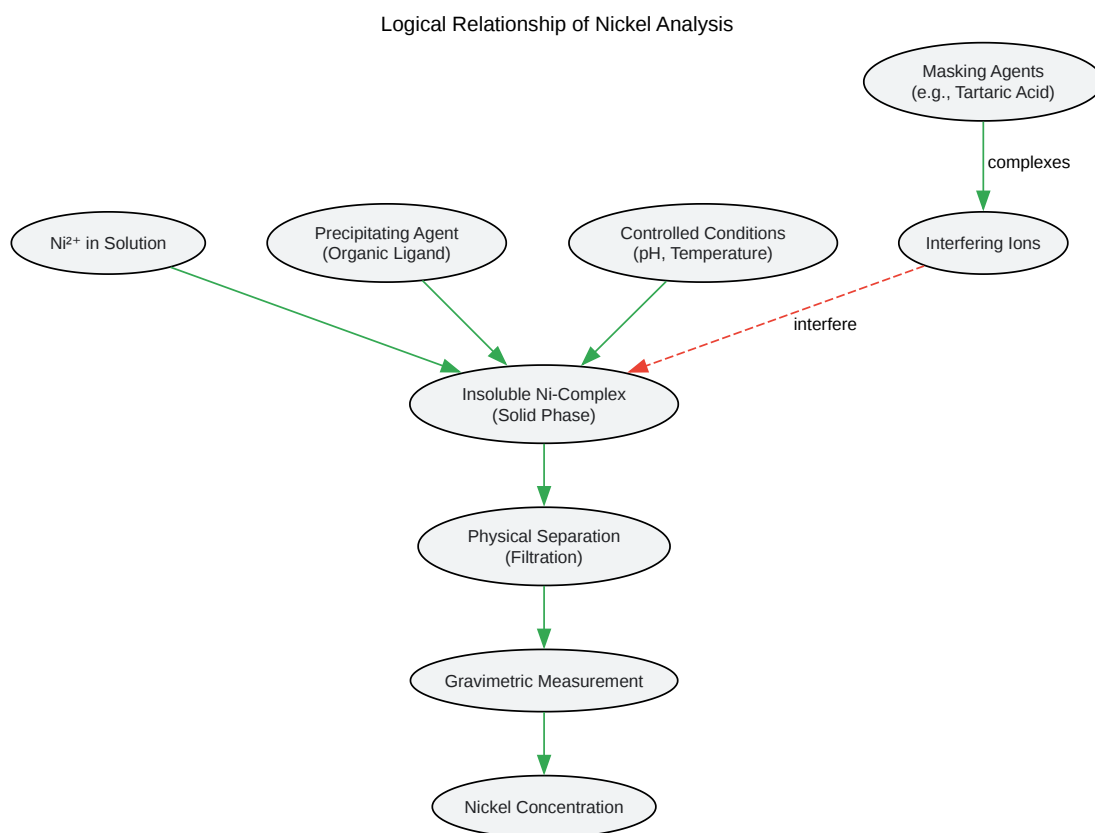 Logical Relationship of Nickel Analysis
Masking Agents
(e.g., Tartaric Acid)
complexes
Ni²⁺ in Solution
Precipitating Agent
(Organic Ligand)
Controlled Conditions
(pH, Temperature)
Interfering Ions
interfere
Insoluble Ni-Complex
(Solid Phase)
Physical Separation
(Filtration)
Gravimetric Measurement
Nickel Concentration